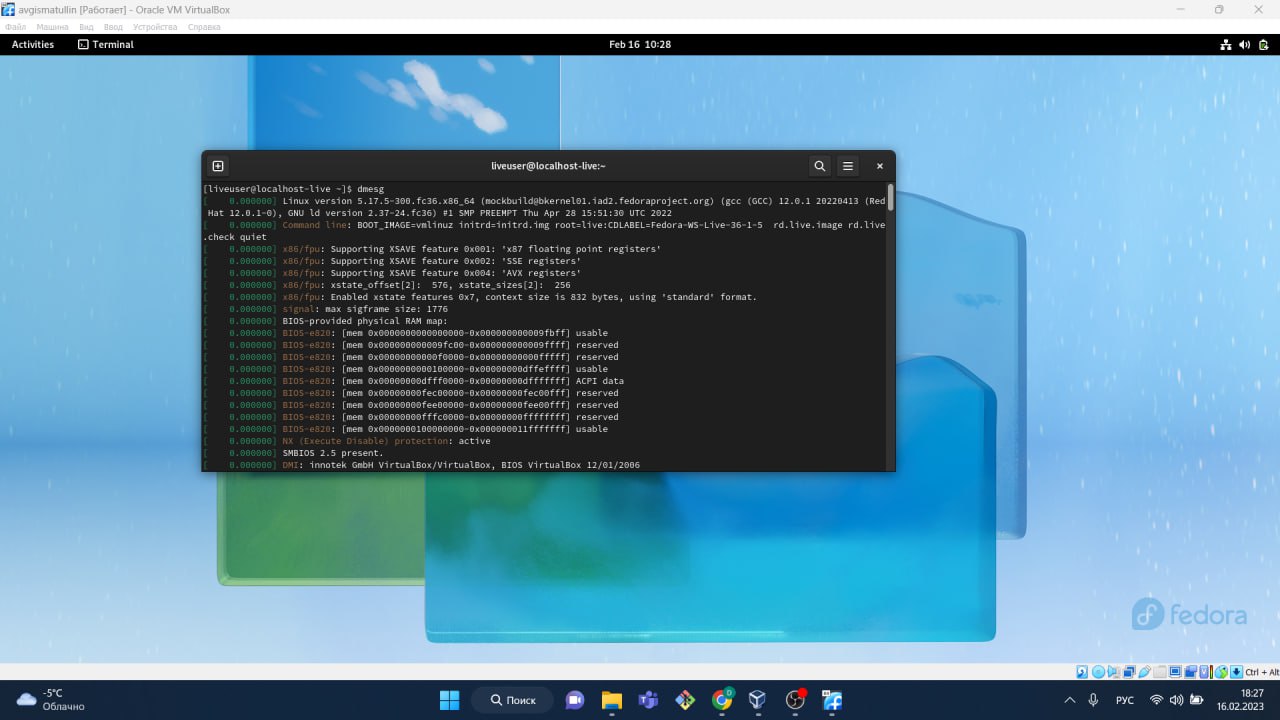 avgismatullin [Работает] - Oracle VM VirtualBox
Файл Машина Вид Ввод Устройства Справка
Activities Terminal Feb 16 10:28
liveuser@localhost-live:~
[liveuser@localhost-live ~]$ dmesg
[    0.000000] Linux version 5.17.5-300.fc36.x86_64 (mockbuild@bkernel01.iad2.fedoraproject.org) (gcc (GCC) 12.0.1 20220413 (Red
 Hat 12.0.1-0), GNU ld version 2.37-24.fc36) #1 SMP PREEMPT Thu Apr 28 15:51:30 UTC 2022
[    0.000000] Command line: BOOT_IMAGE=vmlinuz initrd=initrd.img root=live:CDLABEL=Fedora-WS-Live-36-1-5  rd.live.image rd.live
.check quiet
[    0.000000] x86/fpu: Supporting XSAVE feature 0x001: 'x87 floating point registers'
[    0.000000] x86/fpu: Supporting XSAVE feature 0x002: 'SSE registers'
[    0.000000] x86/fpu: Supporting XSAVE feature 0x004: 'AVX registers'
[    0.000000] x86/fpu: xstate_offset[2]:  576, xstate_sizes[2]:  256
[    0.000000] x86/fpu: Enabled xstate features 0x7, context size is 832 bytes, using 'standard' format.
[    0.000000] signal: max sigframe size: 1776
[    0.000000] BIOS-provided physical RAM map:
[    0.000000] BIOS-e820: [mem 0x0000000000000000-0x000000000009fbff] usable
[    0.000000] BIOS-e820: [mem 0x000000000009fc00-0x000000000009ffff] reserved
[    0.000000] BIOS-e820: [mem 0x00000000000f0000-0x00000000000fffff] reserved
[    0.000000] BIOS-e820: [mem 0x0000000000100000-0x00000000dffeffff] usable
[    0.000000] BIOS-e820: [mem 0x00000000dfff0000-0x00000000dfffffff] ACPI data
[    0.000000] BIOS-e820: [mem 0x00000000fec00000-0x00000000fec00fff] reserved
[    0.000000] BIOS-e820: [mem 0x00000000fee00000-0x00000000fee00fff] reserved
[    0.000000] BIOS-e820: [mem 0x00000000fffc0000-0x00000000ffffffff] reserved
[    0.000000] BIOS-e820: [mem 0x0000000100000000-0x000000011fffffff] usable
[    0.000000] NX (Execute Disable) protection: active
[    0.000000] SMBIOS 2.5 present.
[    0.000000] DMI: innotek GmbH VirtualBox/VirtualBox, BIOS VirtualBox 12/01/2006
fedora
Ctrl + Alt
-5°C
Облачно
Поиск
РУС
18:27
16.02.2023